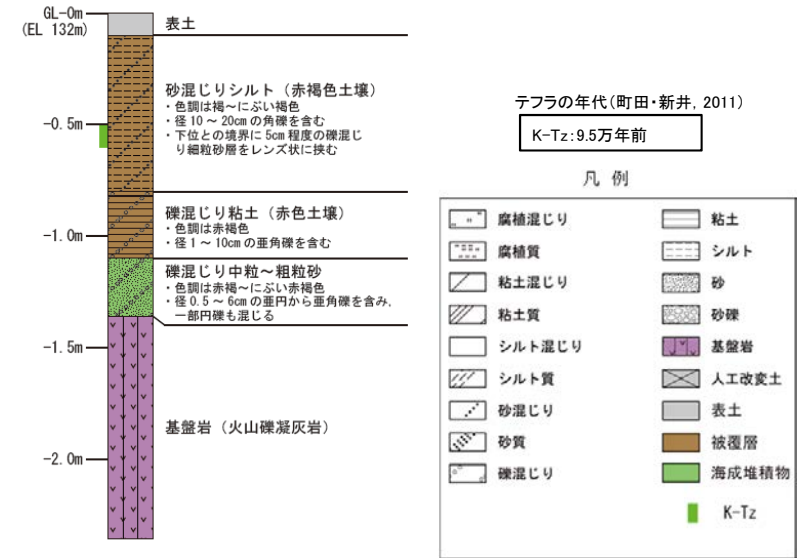 GL-0m
(EL 132m)
表土
砂混じりシルト（赤褐色土壌）
・色調は褐～にぶい褐色
・径10～20cmの角礫を含む
・下位との境界に5cm程度の礫混じ
り細粒砂層をレンズ状に挟む
-0.5m
礫混じり粘土（赤色土壌）
・色調は赤褐色
・径1～10cmの亜角礫を含む
-1.0m
礫混じり中粒～粗粒砂
・色調は赤褐～にぶい赤褐色
・径0.5～6cmの亜円から亜角礫を含み，
一部円礫も混じる
-1.5m
基盤岩（火山礫凝灰岩）
-2.0m
テフラの年代(町田・新井, 2011)
K-Tz:9.5万年前
凡 例
腐植混じり
腐植質
粘土混じり
粘土質
シルト混じり
シルト質
砂混じり
砂質
礫混じり
粘土
シルト
砂
砂礫
基盤岩
人工改変土
表土
被覆層
海成堆積物
K-Tz